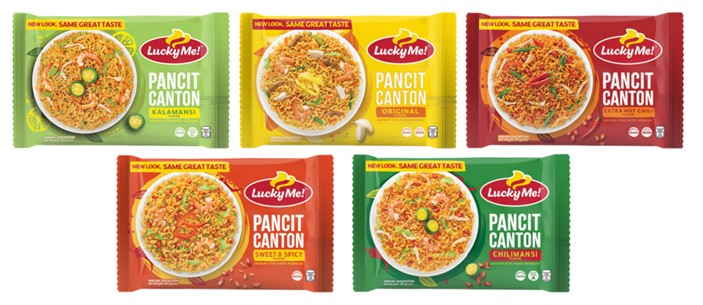 NEW LOOK. SAME GREAT TASTE
Lucky Me!
PANCIT
CANTON
KALAMANSI
NEW LOOK. SAME GREAT TASTE
Lucky Me!
PANCIT
CANTON
ORIGINAL
NEW LOOK. SAME GREAT TASTE
Lucky Me!
PANCIT
CANTON
EXTRA HOT CHILI
NEW LOOK. SAME GREAT TASTE
Lucky Me!
PANCIT
CANTON
SWEET & SPICY
NEW LOOK. SAME GREAT TASTE
Lucky Me!
PANCIT
CANTON
CHILIMANSI